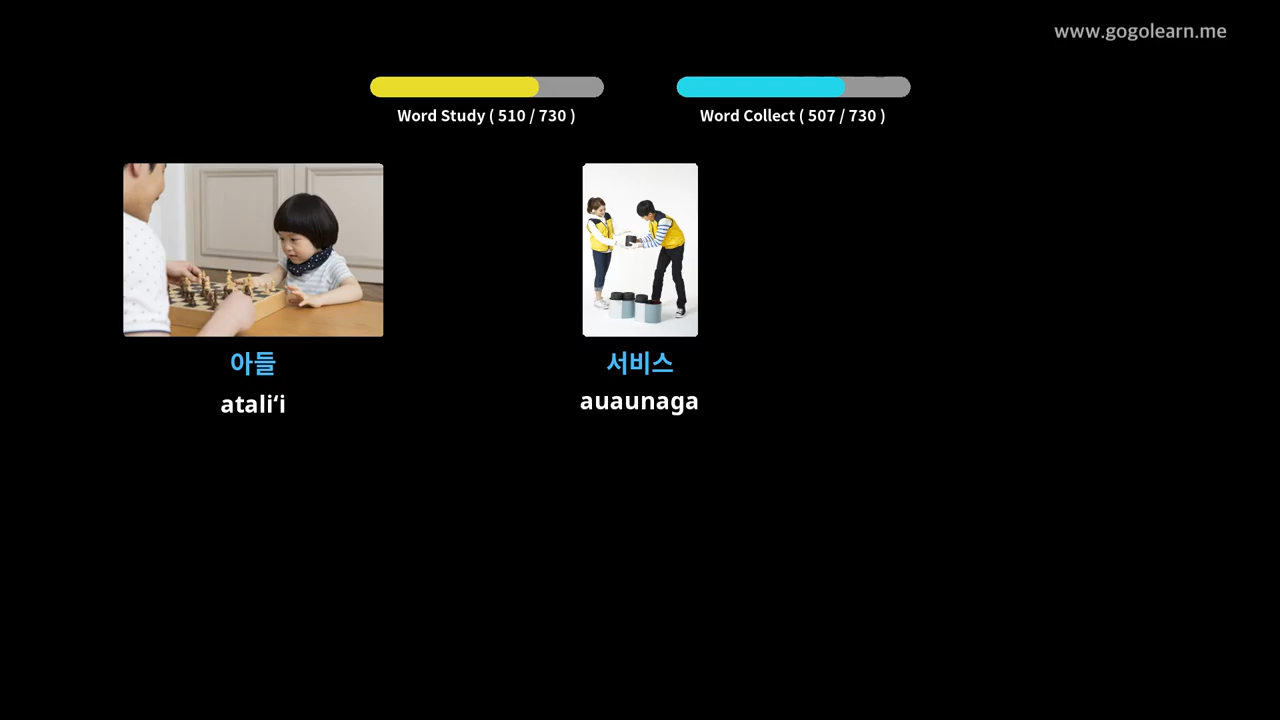 www.gogolearn.me
Word Study ( 510 / 730 )
Word Collect ( 507 / 730 )
아들
atali‘i
서비스
auaunaga